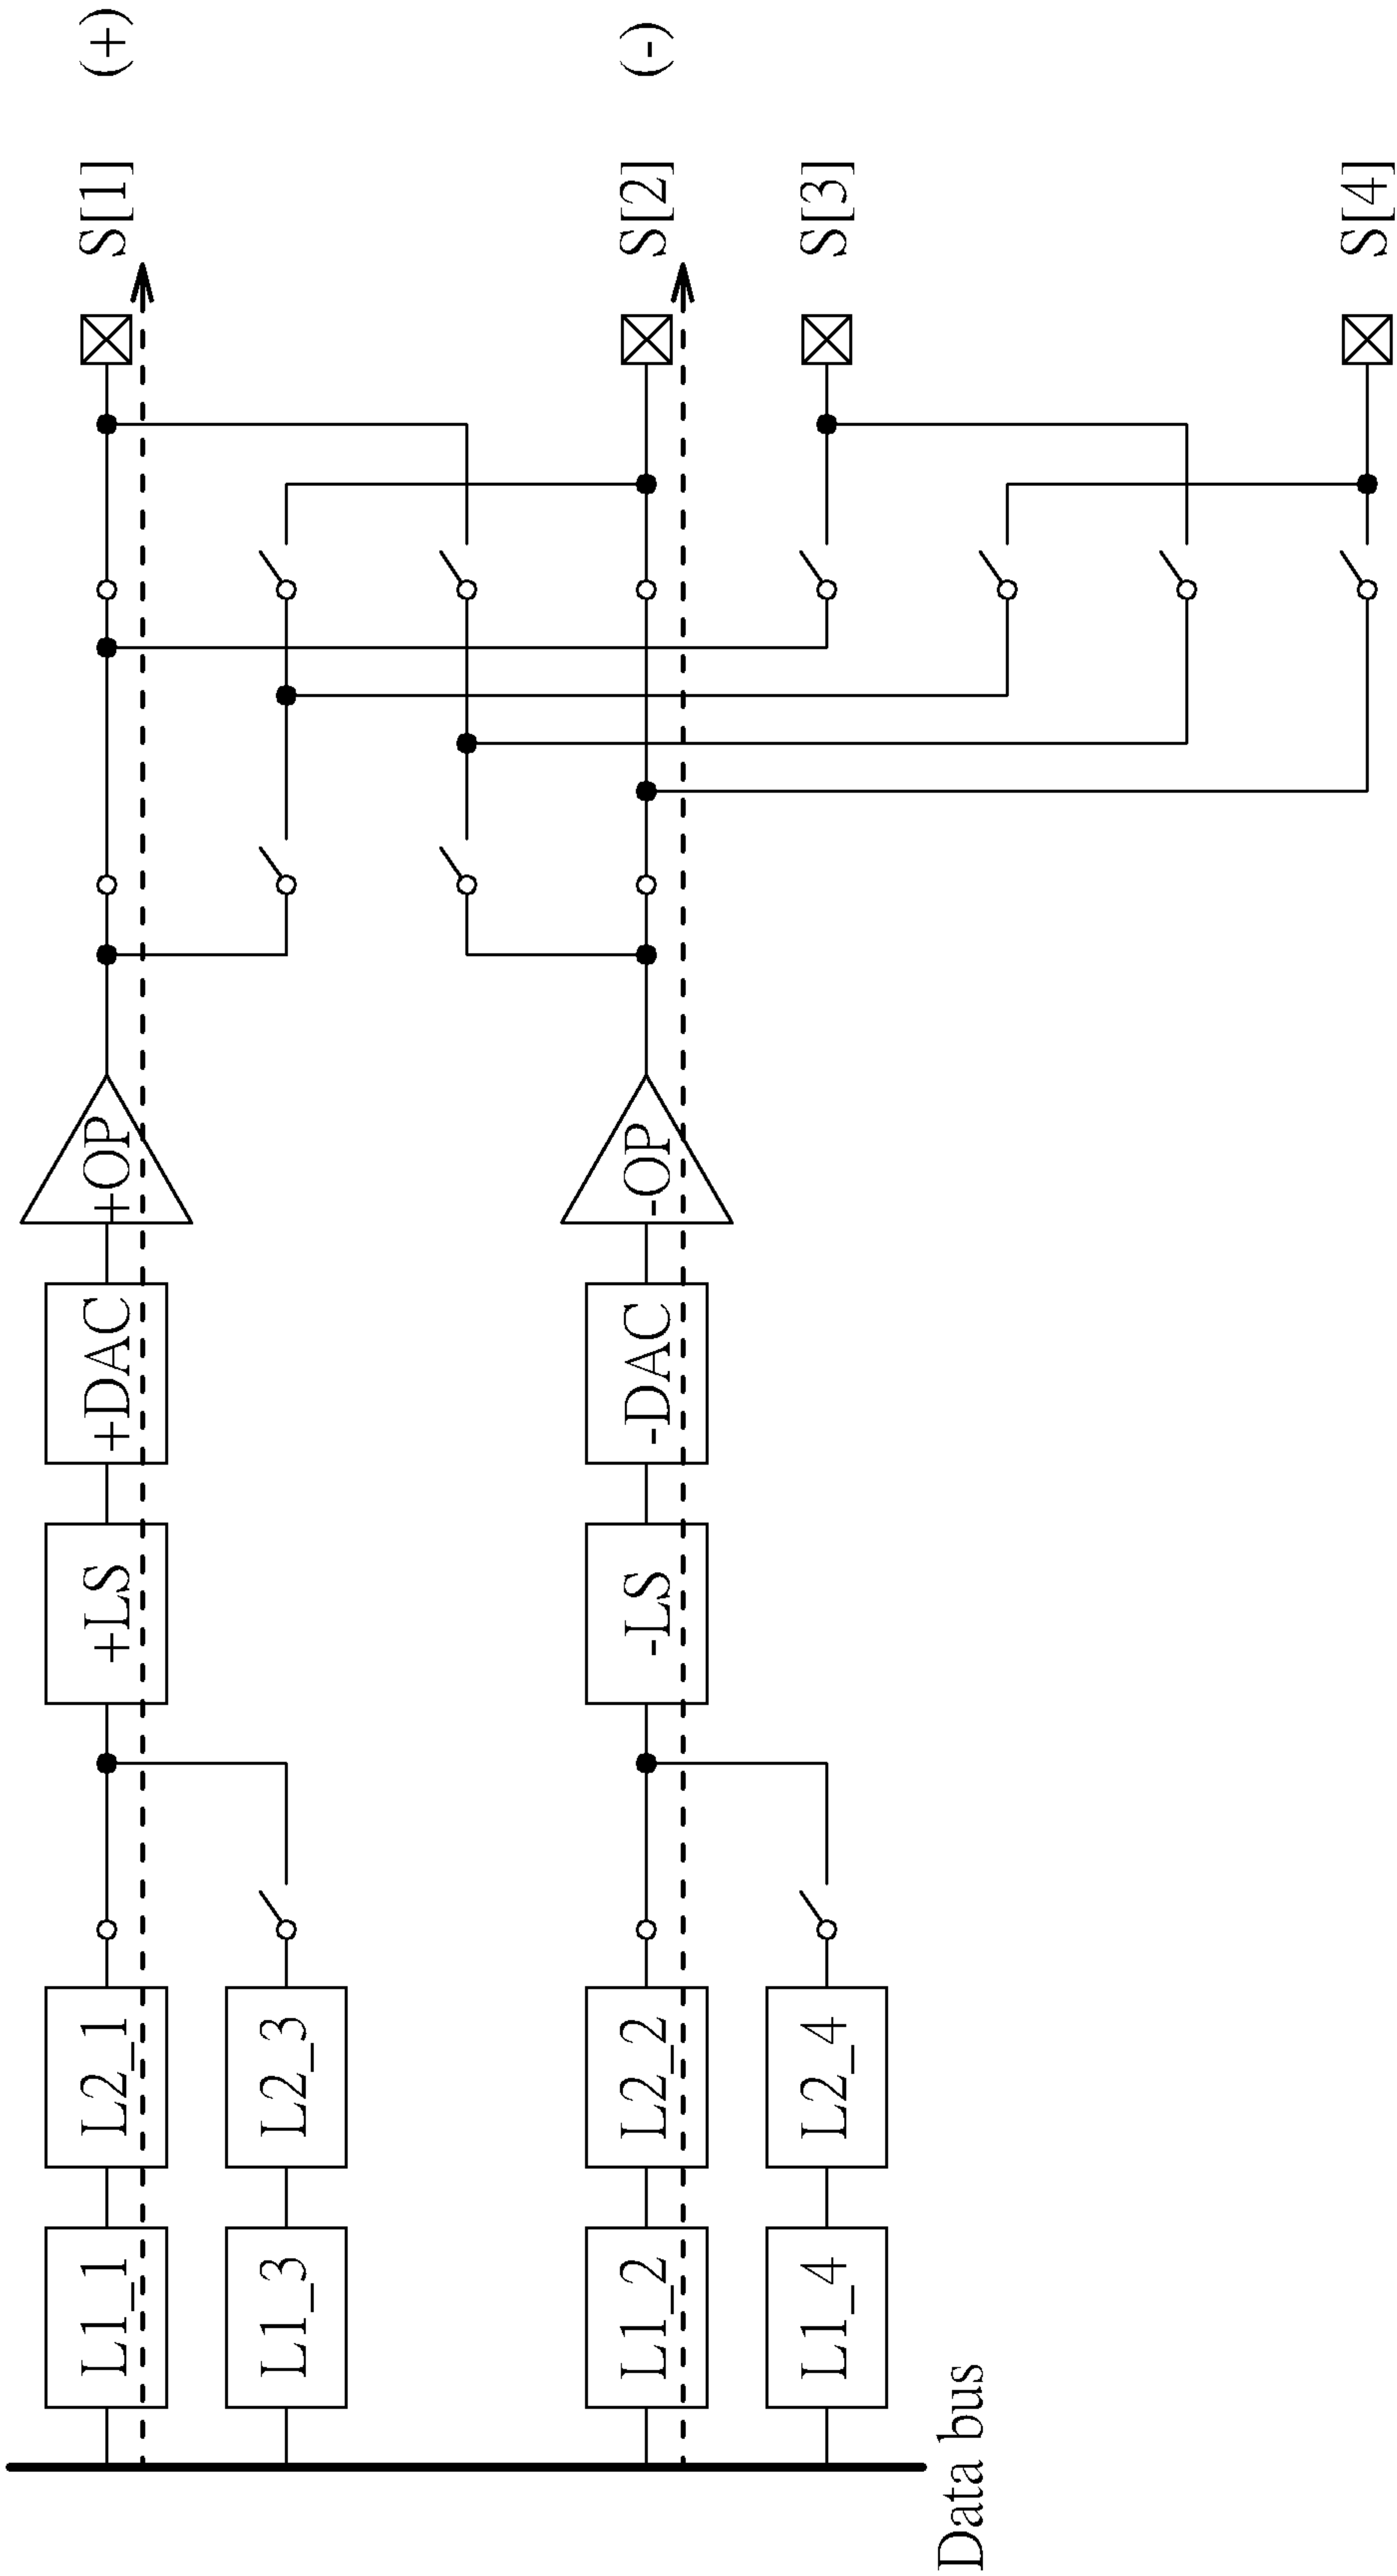 L1_1 L2_1 +LS +DAC +OP S[1] (+)
L1_3 L2_3
L1_2 L2_2 -LS -DAC -OP S[2] (-)
L1_4 L2_4 S[3]
Data bus
S[4]